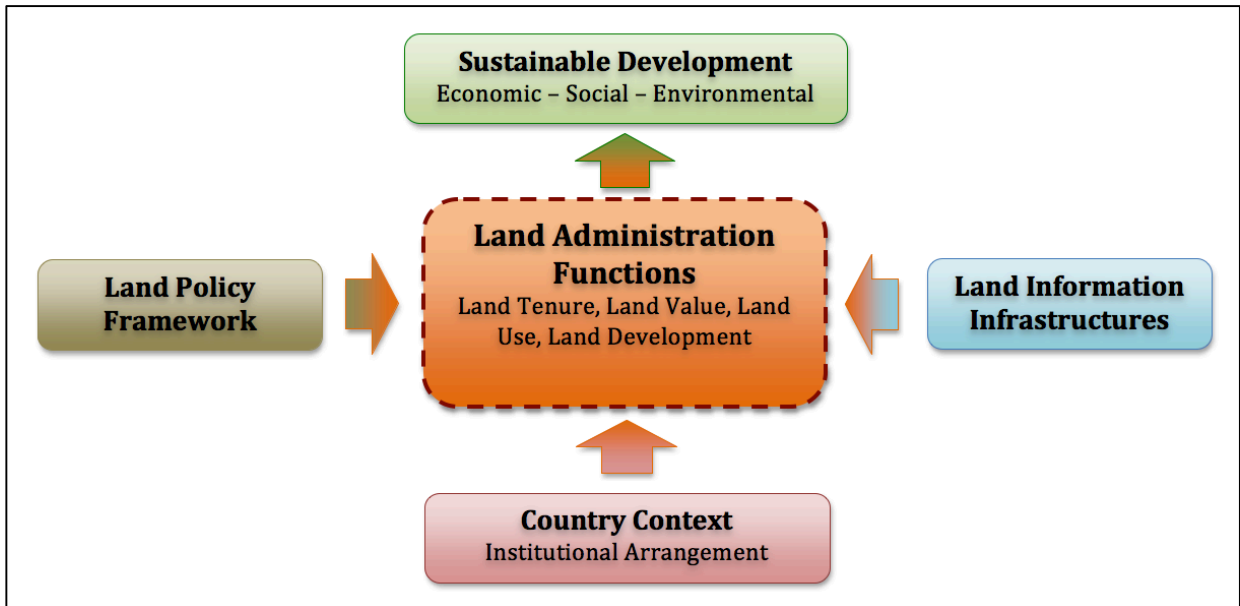 Sustainable Development
Economic – Social – Environmental
Land Administration
Functions
Land Tenure, Land Value, Land
Use, Land Development
Land Policy
Framework
Land Information
Infrastructures
Country Context
Institutional Arrangement